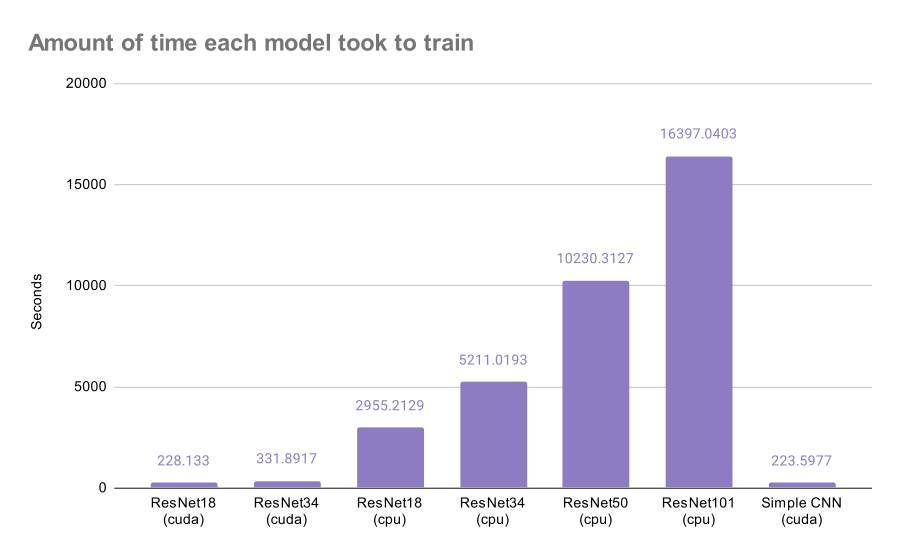 Amount of time each model took to train
Seconds
20000
15000
10000
5000
0
228.133
331.8917
2955.2129
5211.0193
10230.3127
16397.0403
223.5977
ResNet18
(cuda)
ResNet34
(cuda)
ResNet18
(cpu)
ResNet34
(cpu)
ResNet50
(cpu)
ResNet101
(cpu)
Simple CNN
(cuda)